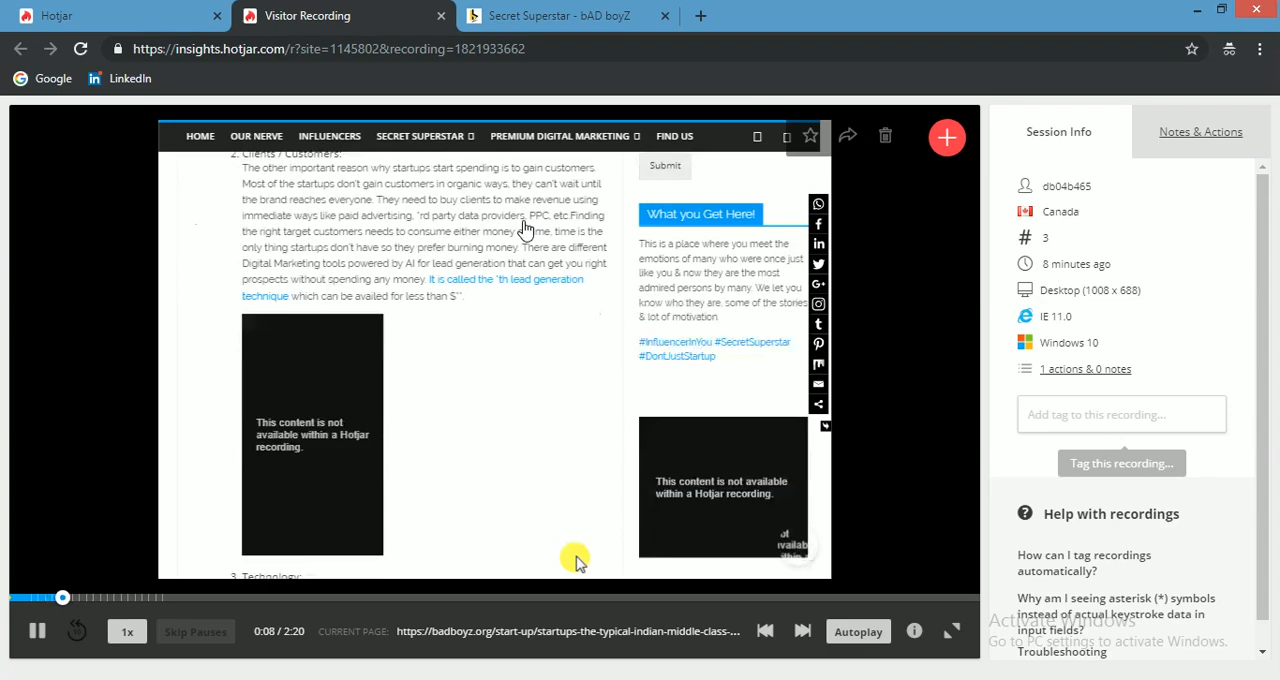 Hotjar
Visitor Recording
Secret Superstar - bAD boyZ
https://insights.hotjar.com/r?site=1145802&recording=1821933662
Google
LinkedIn
HOME OUR NERVE INFLUENCERS SECRET SUPERSTAR PREMIUM DIGITAL MARKETING FIND US
2. Clients / Customers:
The other important reason why startups start spending is to gain customers.
Most of the startups don't gain customers in organic ways, they can't wait until
the brand reaches everyone. They need to buy clients to make revenue using
immediate ways like paid advertising, *rd party data providers, PPC, etc.Finding
the right target customers needs to consume either money me, time is the
only thing startups don't have so they prefer burning money. There are different
Digital Marketing tools powered by AI for lead generation that can get you right
prospects without spending any money. It is called the *th lead generation
technique which can be availed for less than $**.
This content is not
available within a Hotjar
recording.
3. Technology:
Submit
What you Get Here!
This is a place where you meet the
emotions of many who were once just
like you & now they are the most
admired persons by many. We let you
know who they are, some of the stories
& lot of motivation
#InfluencerInYou #SecretSuperstar
#DontJustStartup
This content is not available
within a Hotjar recording.
1x
Skip Pauses
0:08 / 2:20
CURRENT PAGE: https://badboyz.org/start-up/startups-the-typical-indian-middle-class-...
Autoplay
Session Info
Notes & Actions
db04b465
Canada
# 3
8 minutes ago
Desktop (1008 x 688)
IE 11.0
Windows 10
1 actions & 0 notes
Add tag to this recording...
Tag this recording...
Help with recordings
How can I tag recordings
automatically?
Why am I seeing asterisk (*) symbols
instead of actual keystroke data in
input fields?
Troubleshooting
Activate Windows
Go to PC settings to activate Windows.